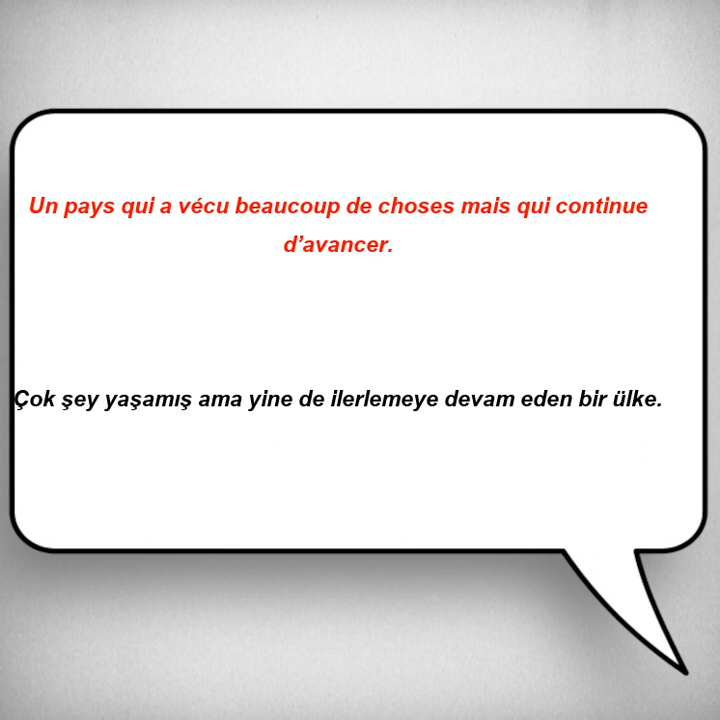 Un pays qui a vécu beaucoup de choses mais qui continue
d’avancer.
Çok şey yaşamış ama yine de ilerlemeye devam eden bir ülke.